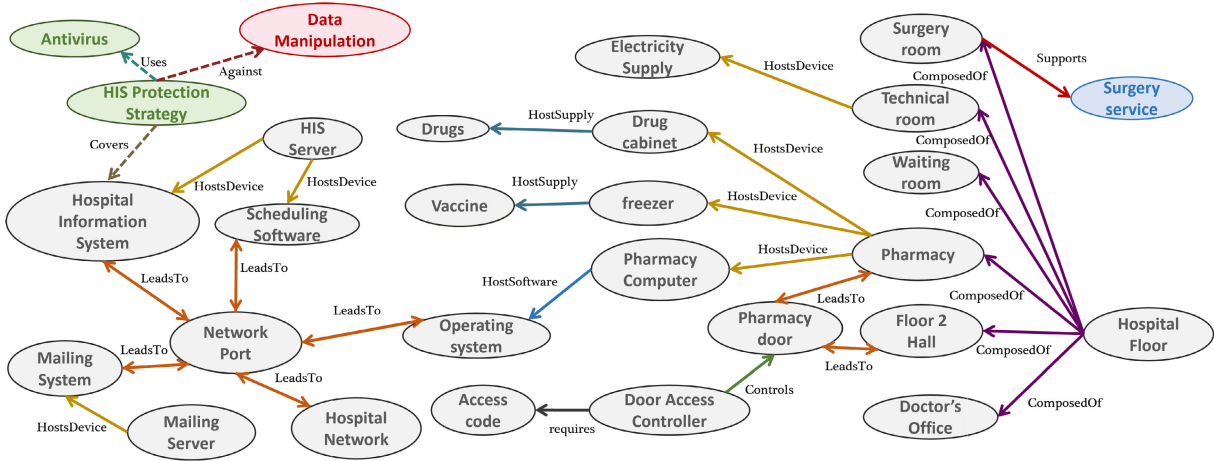 Antivirus
Data
Manipulation
Uses
Against
HIS Protection
Strategy
Covers
HIS
Server
HostsDevice
HostsDevice
Hospital
Information
System
Scheduling
Software
LeadsTo
LeadsTo
LeadsTo
Network
Port
Operating
system
Mailing
System
LeadsTo
LeadsTo
HostsDevice
Mailing
Server
Hospital
Network
Electricity
Supply
HostsDevice
Drugs
HostSupply
Drug
cabinet
HostsDevice
Vaccine
HostSupply
freezer
HostsDevice
HostSoftware
Pharmacy
Computer
HostsDevice
Pharmacy
LeadsTo
Pharmacy
door
LeadsTo
Floor 2
Hall
Controls
Access
code
requires
Door Access
Controller
Surgery
room
Supports
Surgery
service
ComposedOf
Technical
room
ComposedOf
Waiting
room
ComposedOf
ComposedOf
ComposedOf
Hospital
Floor
ComposedOf
Doctor's
Office